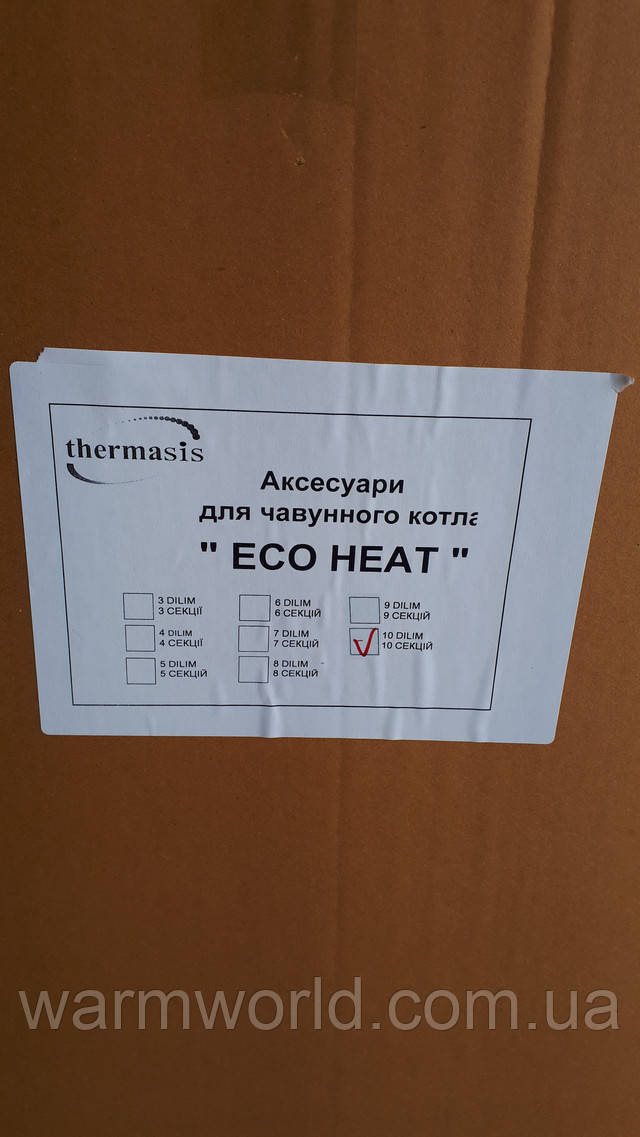 thermasis
Аксесуари
для чавунного котла
" ECO HEAT "
3 DILIM
3 СЕКЦІЇ
4 DILIM
4 СЕКЦІЇ
5 DILIM
5 СЕКЦІЙ
6 DILIM
6 СЕКЦІЙ
7 DILIM
7 СЕКЦІЙ
8 DILIM
8 СЕКЦІЙ
9 DILIM
9 СЕКЦІЙ
10 DILIM
10 СЕКЦІЙ
warmworld.com.ua